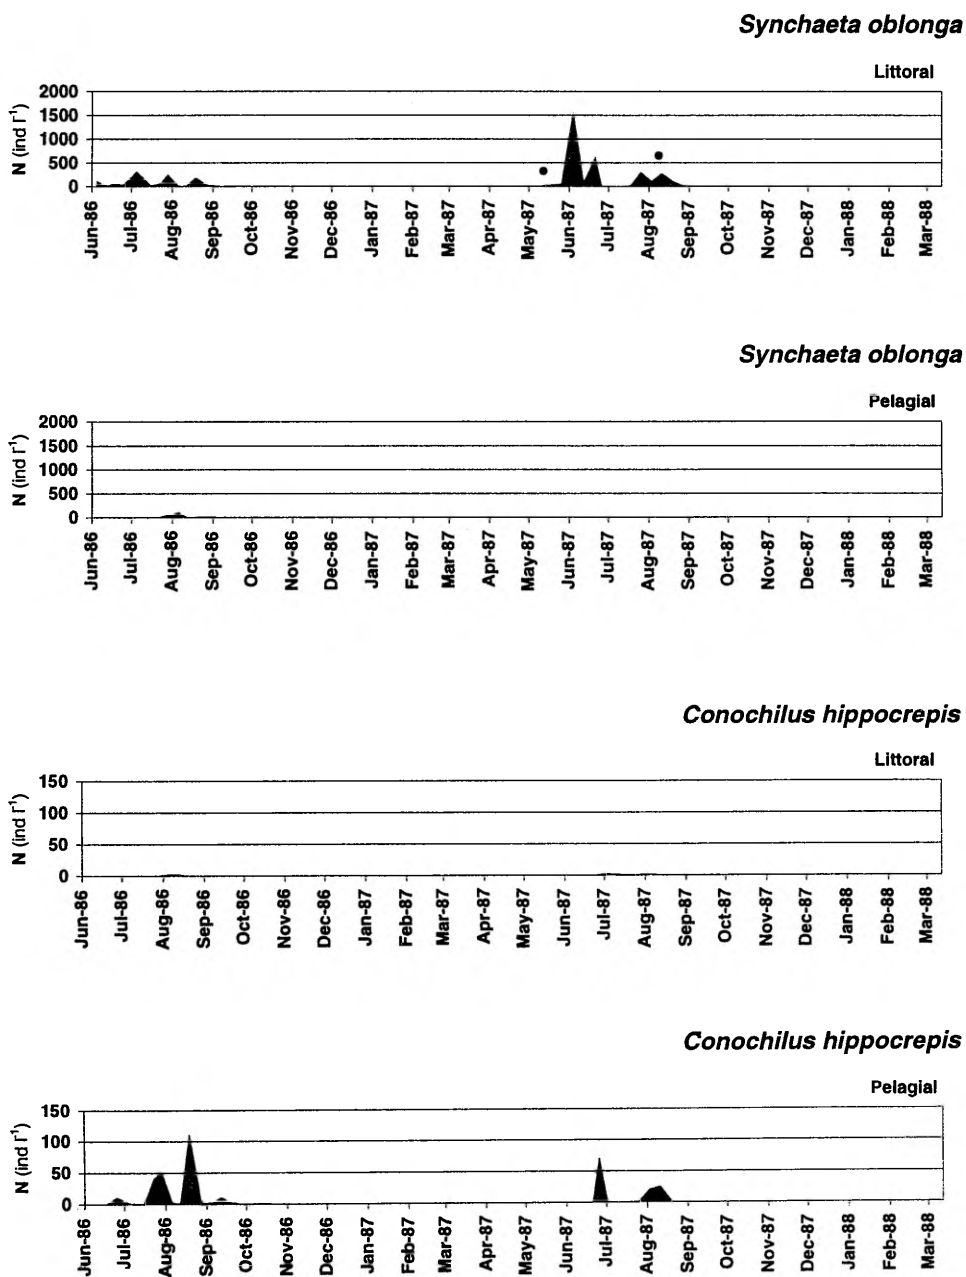 Synchaeta oblonga
Littoral
N (ind l⁻¹)
2000
1500
1000
500
0
Jun-86 Jul-86 Aug-86 Sep-86 Oct-86 Nov-86 Dec-86 Jan-87 Feb-87 Mar-87 Apr-87 May-87 Jun-87 Jul-87 Aug-87 Sep-87 Oct-87 Nov-87 Dec-87 Jan-88 Feb-88 Mar-88
Synchaeta oblonga
Pelagial
N (ind l⁻¹)
2000
1500
1000
500
0
Jun-86 Jul-86 Aug-86 Sep-86 Oct-86 Nov-86 Dec-86 Jan-87 Feb-87 Mar-87 Apr-87 May-87 Jun-87 Jul-87 Aug-87 Sep-87 Oct-87 Nov-87 Dec-87 Jan-88 Feb-88 Mar-88
Conochilus hippocrepis
Littoral
N (ind l⁻¹)
150
100
50
0
Jun-86 Jul-86 Aug-86 Sep-86 Oct-86 Nov-86 Dec-86 Jan-87 Feb-87 Mar-87 Apr-87 May-87 Jun-87 Jul-87 Aug-87 Sep-87 Oct-87 Nov-87 Dec-87 Jan-88 Feb-88 Mar-88
Conochilus hippocrepis
Pelagial
N (ind l⁻¹)
150
100
50
0
Jun-86 Jul-86 Aug-86 Sep-86 Oct-86 Nov-86 Dec-86 Jan-87 Feb-87 Mar-87 Apr-87 May-87 Jun-87 Jul-87 Aug-87 Sep-87 Oct-87 Nov-87 Dec-87 Jan-88 Feb-88 Mar-88